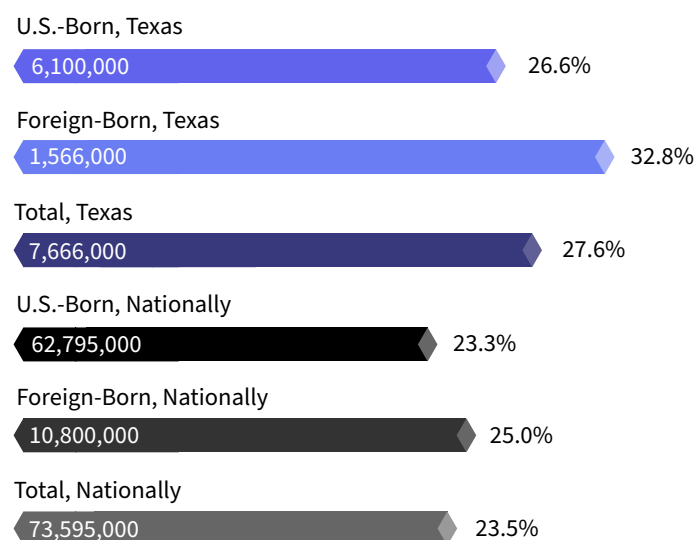 U.S.-Born, Texas
6,100,000 26.6%
Foreign-Born, Texas
1,566,000 32.8%
Total, Texas
7,666,000 27.6%
U.S.-Born, Nationally
62,795,000 23.3%
Foreign-Born, Nationally
10,800,000 25.0%
Total, Nationally
73,595,000 23.5%